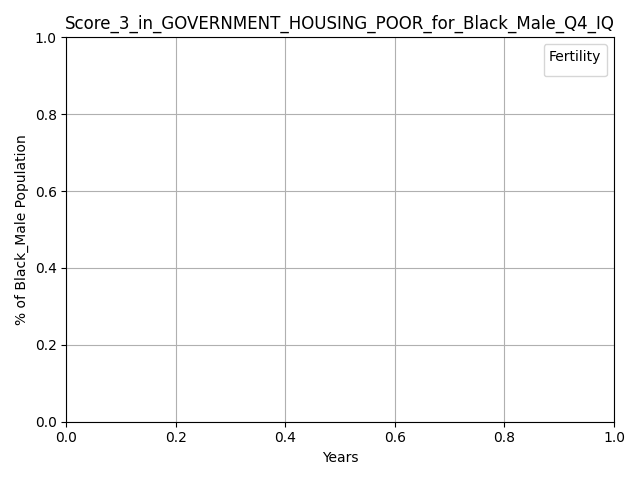 Score_3_in_GOVERNMENT_HOUSING_POOR_for_Black_Male_Q4_IQ
Fertility
% of Black_Male Population
1.0
0.8
0.6
0.4
0.2
0.0
0.0 0.2 0.4 0.6 0.8 1.0
Years